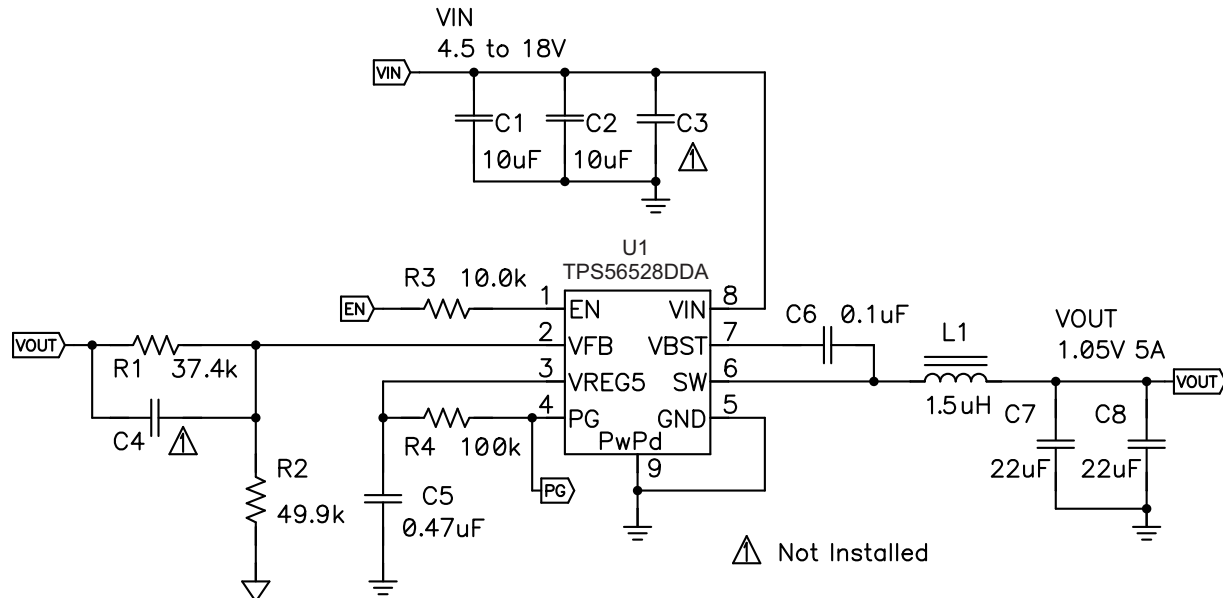 VIN
4.5 to 18V
VIN
C1
C2
C3
10uF
10uF
1
U1
TPS56528DDA
R3 10.0k
EN
1
EN
VIN
8
C6 0.1uF
VOUT
R1 37.4k
2
VFB
VBST
7
L1
VOUT
1.05V 5A
3
VREG5
SW
6
1.5uH
VOUT
C4
1
R4 100k
4
PG
GND
5
C7
C8
PwPd
9
22uF
22uF
R2
49.9k
C5
0.47uF
PG
1 Not Installed